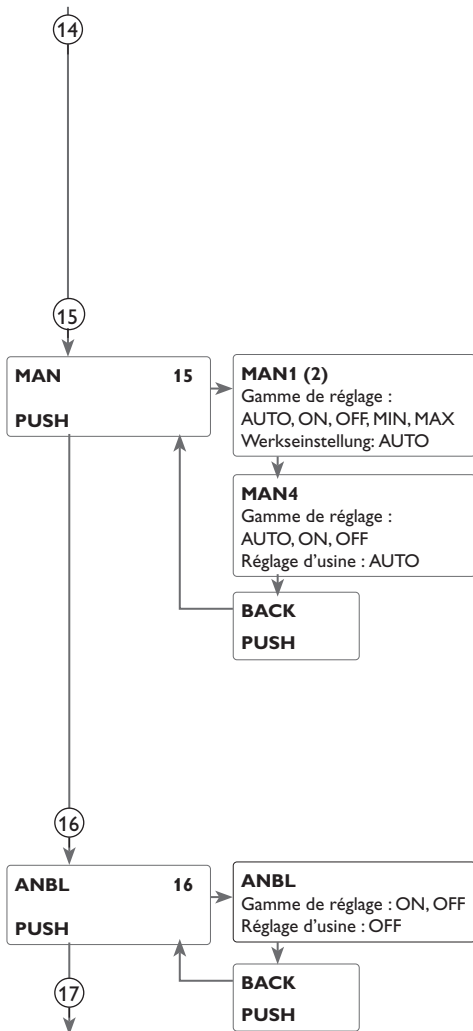 14
15
MAN 15
PUSH
MAN1 (2)
Gamme de réglage :
AUTO, ON, OFF, MIN, MAX
Werkseinstellung: AUTO
MAN4
Gamme de réglage :
AUTO, ON, OFF
Réglage d'usine : AUTO
BACK
PUSH
16
ANBL 16
PUSH
ANBL
Gamme de réglage : ON, OFF
Réglage d'usine : OFF
BACK
PUSH
17